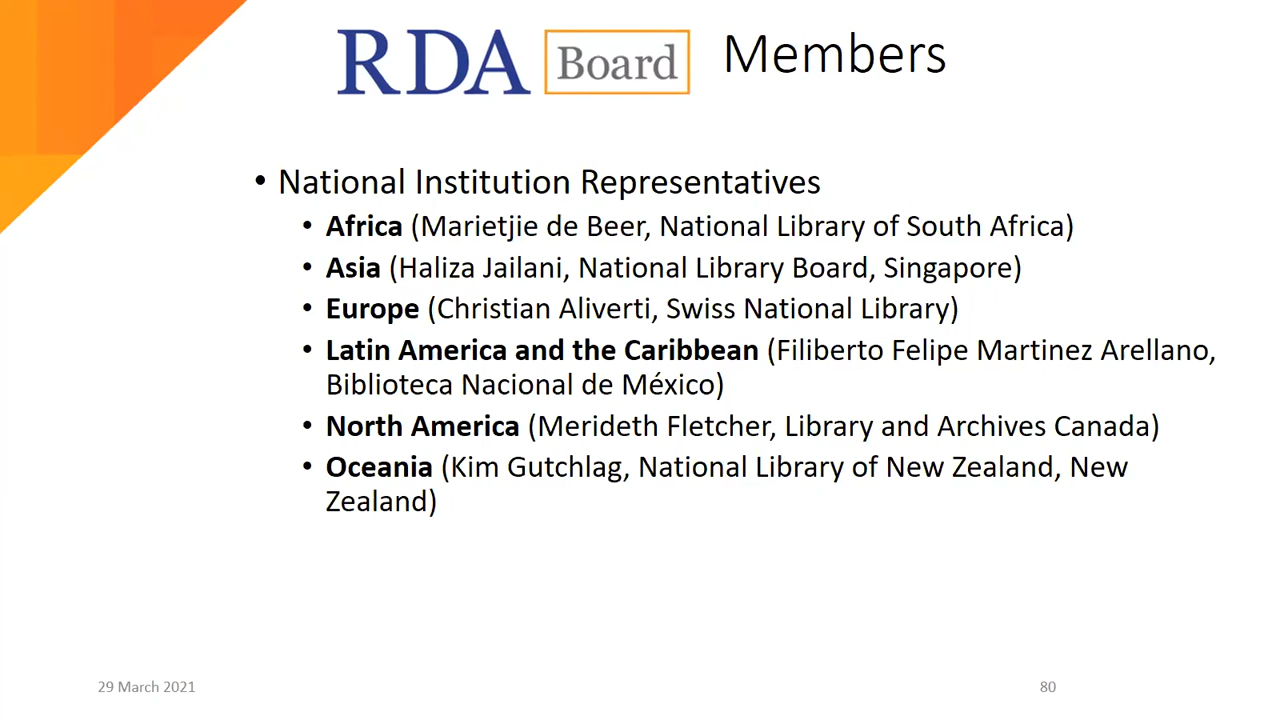 RDA Board Members
• National Institution Representatives
• Africa (Marietjie de Beer, National Library of South Africa)
• Asia (Haliza Jailani, National Library Board, Singapore)
• Europe (Christian Aliverti, Swiss National Library)
• Latin America and the Caribbean (Filiberto Felipe Martinez Arellano,
Biblioteca Nacional de México)
• North America (Merideth Fletcher, Library and Archives Canada)
• Oceania (Kim Gutchlag, National Library of New Zealand, New
Zealand)
29 March 2021
80